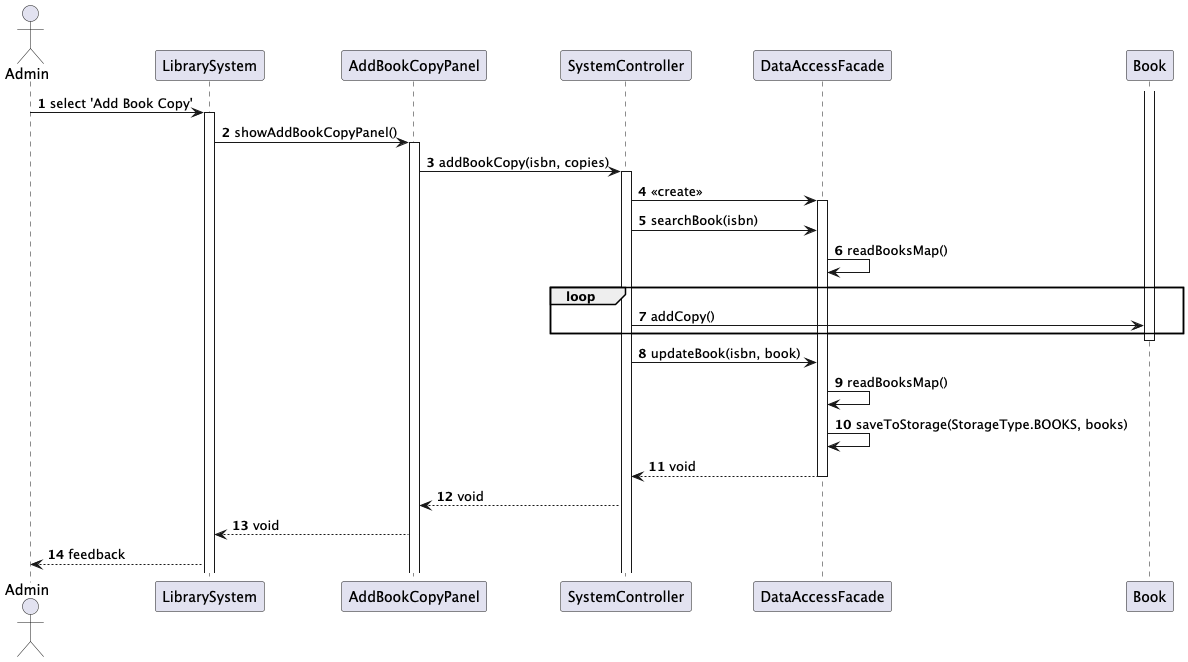 Admin
LibrarySystem
AddBookCopyPanel
SystemController
DataAccessFacade
Book
1 select 'Add Book Copy'
2 showAddBookCopyPanel()
3 addBookCopy(isbn, copies)
4 «create»
5 searchBook(isbn)
6 readBooksMap()
loop
7 addCopy()
8 updateBook(isbn, book)
9 readBooksMap()
10 saveToStorage(StorageType.BOOKS, books)
11 void
12 void
13 void
14 feedback
Admin
LibrarySystem
AddBookCopyPanel
SystemController
DataAccessFacade
Book